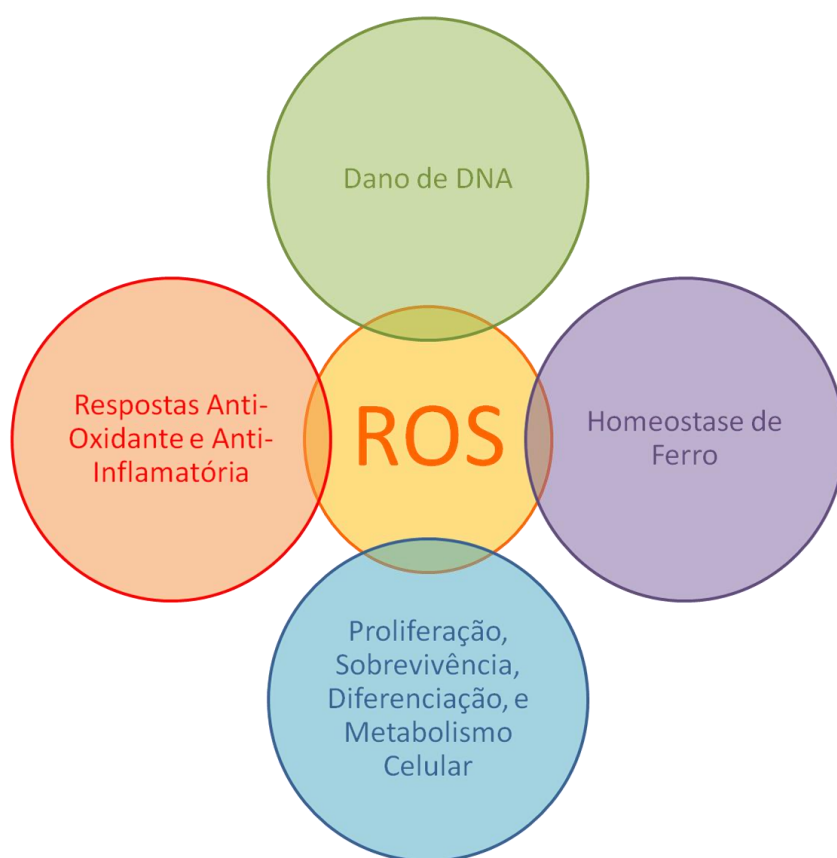 Dano de DNA
Respostas Anti-
Oxidante e Anti-
Inflamatória
ROS
Homeostase de
Ferro
Proliferação,
Sobrevivência,
Diferenciação, e
Metabolismo
Celular